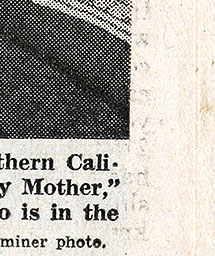 thern Cali-
y Mother,”
o is in the
miner photo.